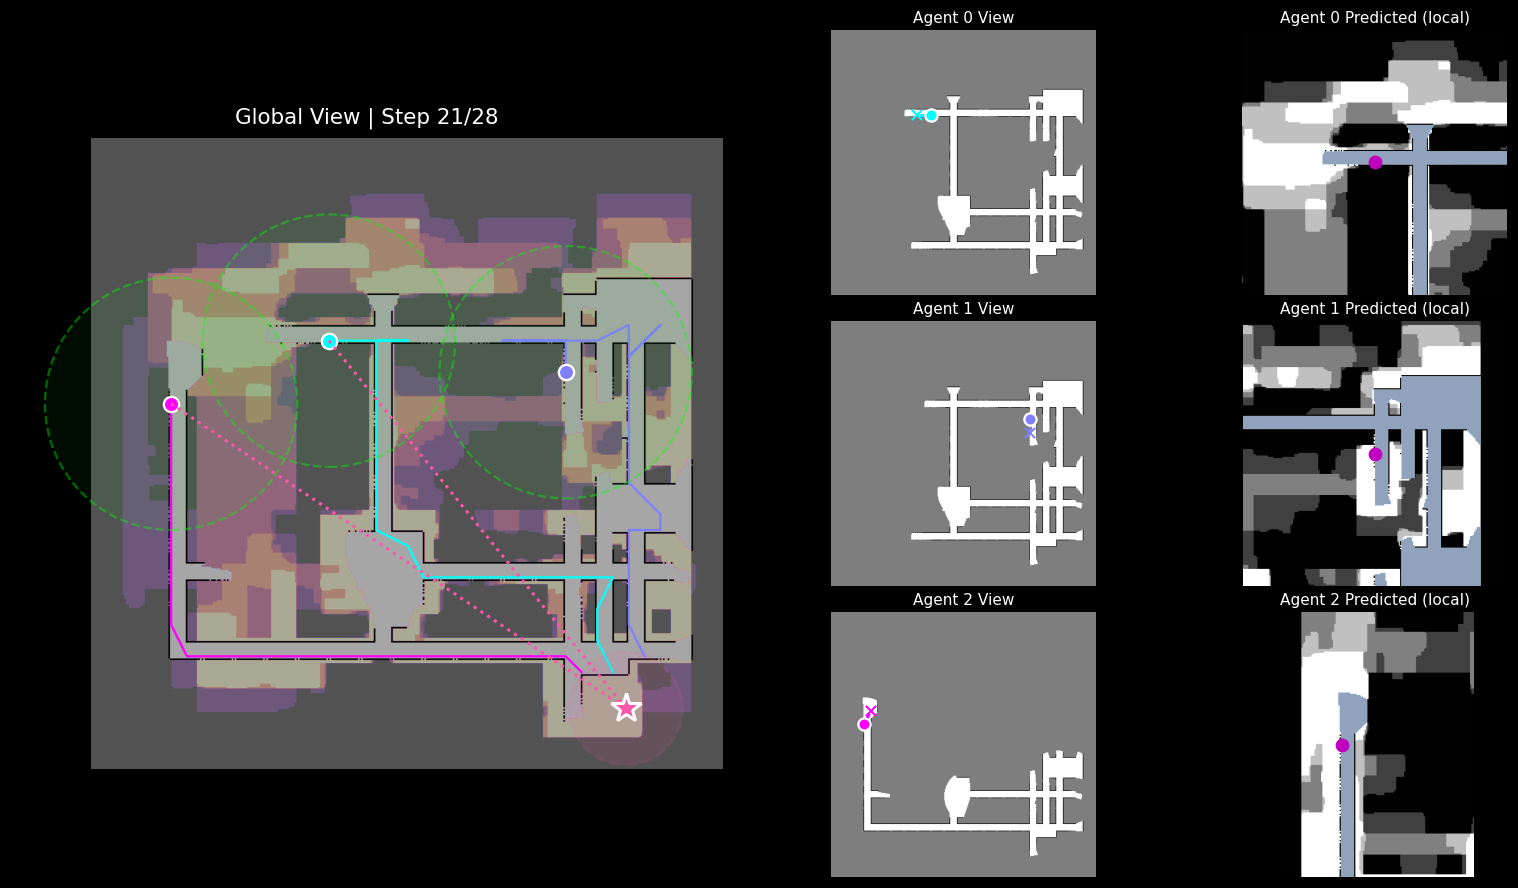 Global View | Step 21/28
Agent 0 View
Agent 0 Predicted (local)
Agent 1 View
Agent 1 Predicted (local)
Agent 2 View
Agent 2 Predicted (local)